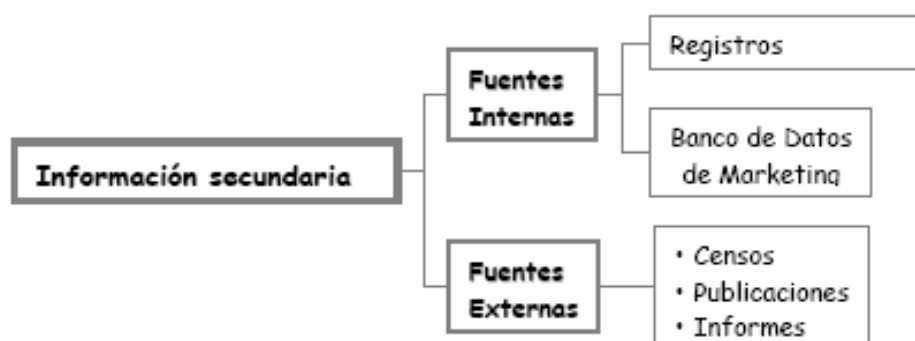 Información secundaria
Fuentes
Internas
Registros
Banco de Datos
de Marketing
Fuentes
Externas
• Censos
• Publicaciones
• Informes